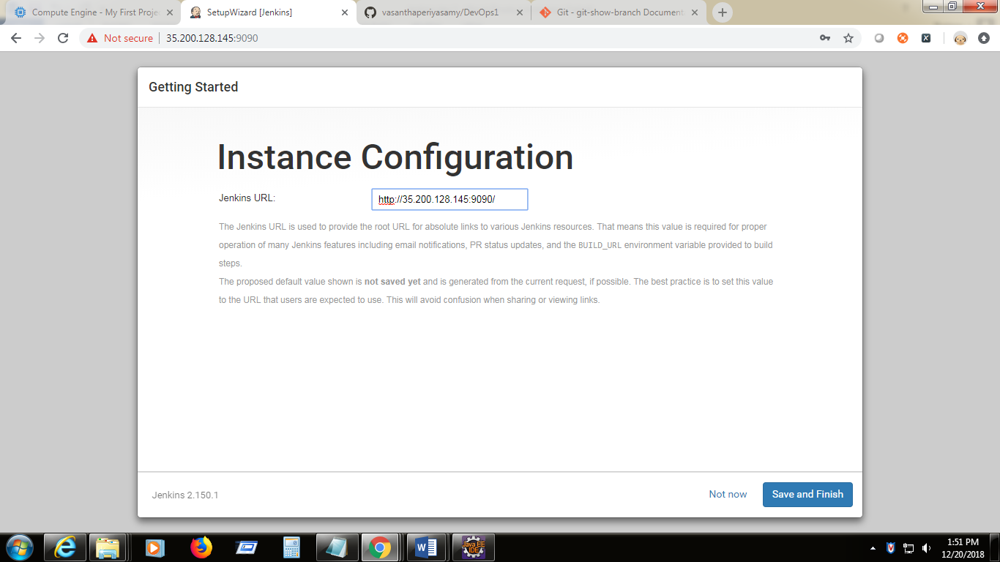 Compute Engine - My First Proje
SetupWizard [Jenkins]
vasanthaperiyasamy/DevOps1
Git - git-show-branch Document
Not secure
35.200.128.145:9090
Getting Started
Instance Configuration
Jenkins URL:
http://35.200.128.145:9090/
The Jenkins URL is used to provide the root URL for absolute links to various Jenkins resources. That means this value is required for proper
operation of many Jenkins features including email notifications, PR status updates, and the BUILD_URL environment variable provided to build
steps.
The proposed default value shown is not saved yet and is generated from the current request, if possible. The best practice is to set this value
to the URL that users are expected to use. This will avoid confusion when sharing or viewing links.
Jenkins 2.150.1
Not now
Save and Finish
Java EE
IDE
1:51 PM
12/20/2018